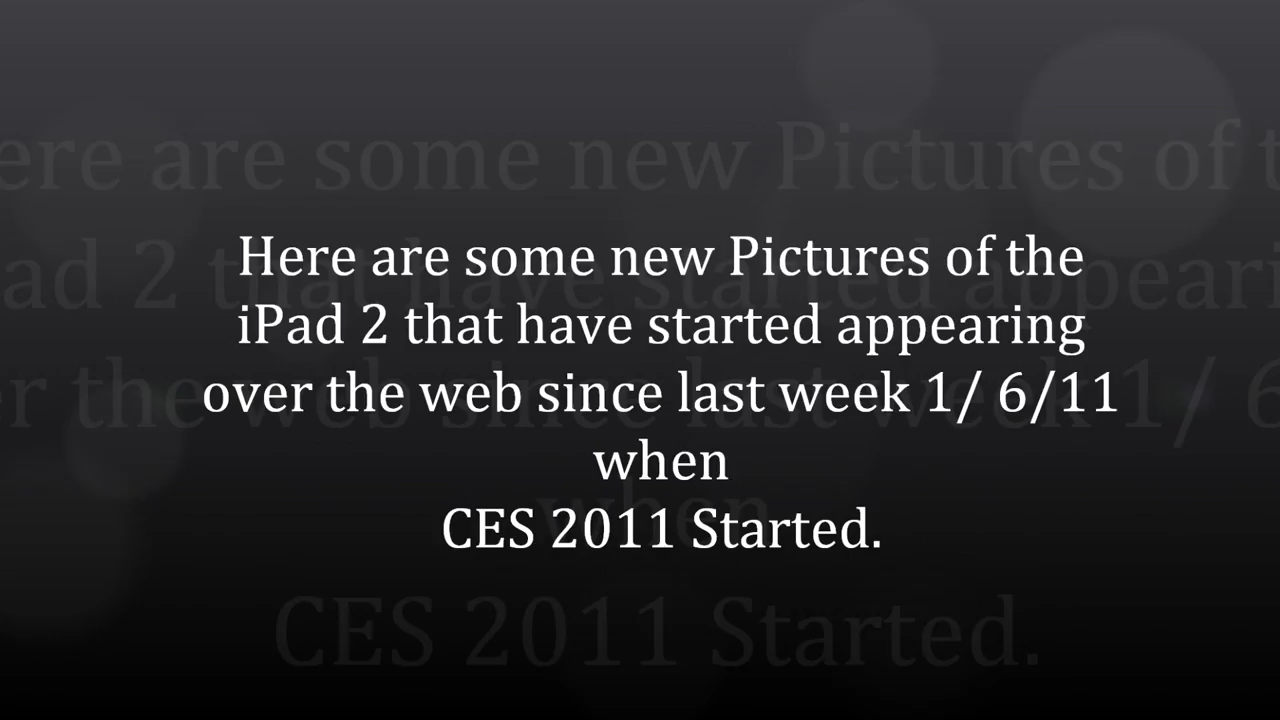 Here are some new Pictures of the
iPad 2 that have started appearing
over the web since last week 1/ 6/11
when
CES 2011 Started.